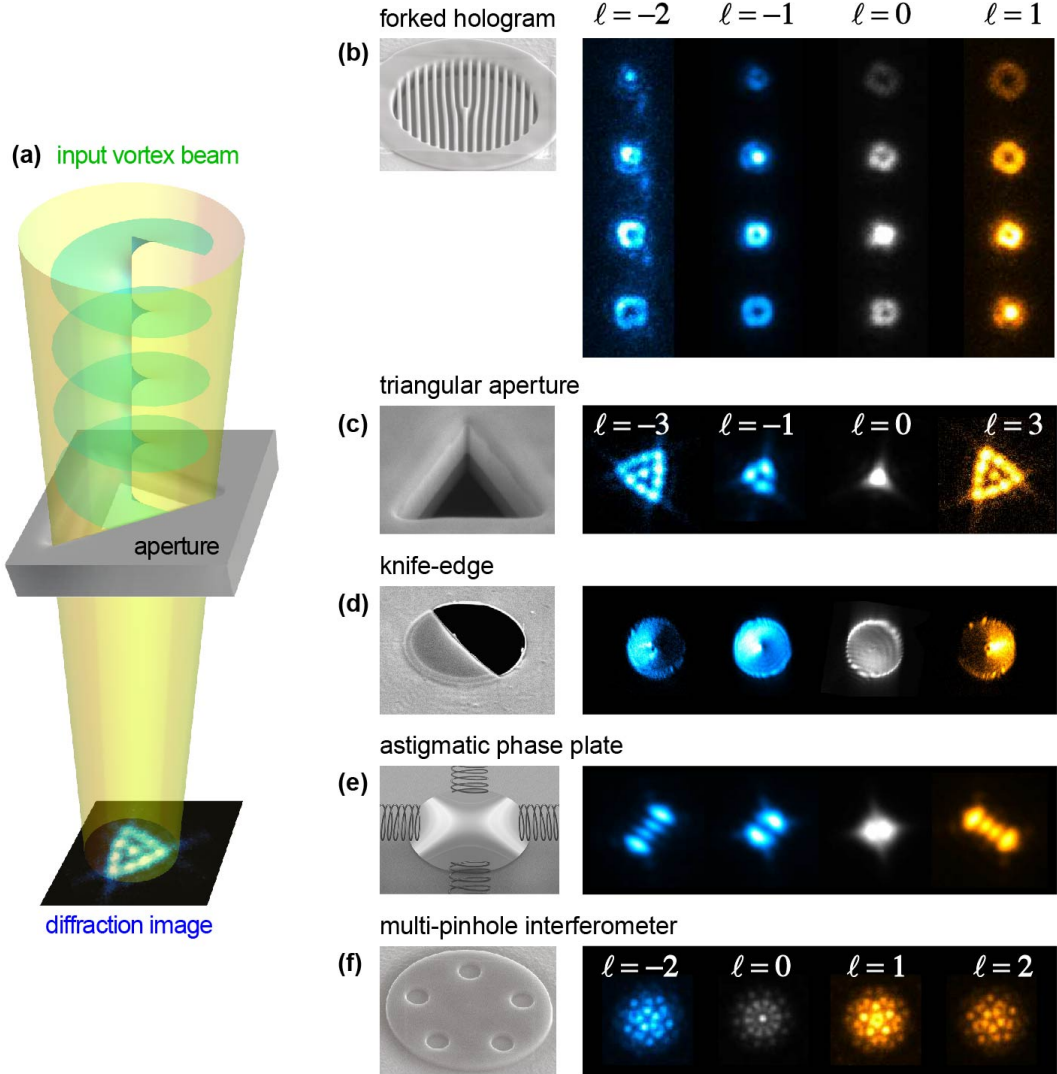 forked hologram
ℓ=−2 ℓ=−1 ℓ=0 ℓ=1
(b)
(a) input vortex beam
aperture
diffraction image
triangular aperture
(c)
ℓ=−3 ℓ=−1 ℓ=0 ℓ=3
knife-edge
(d)
astigmatic phase plate
(e)
multi-pinhole interferometer
(f)
ℓ=−2 ℓ=0 ℓ=1 ℓ=2